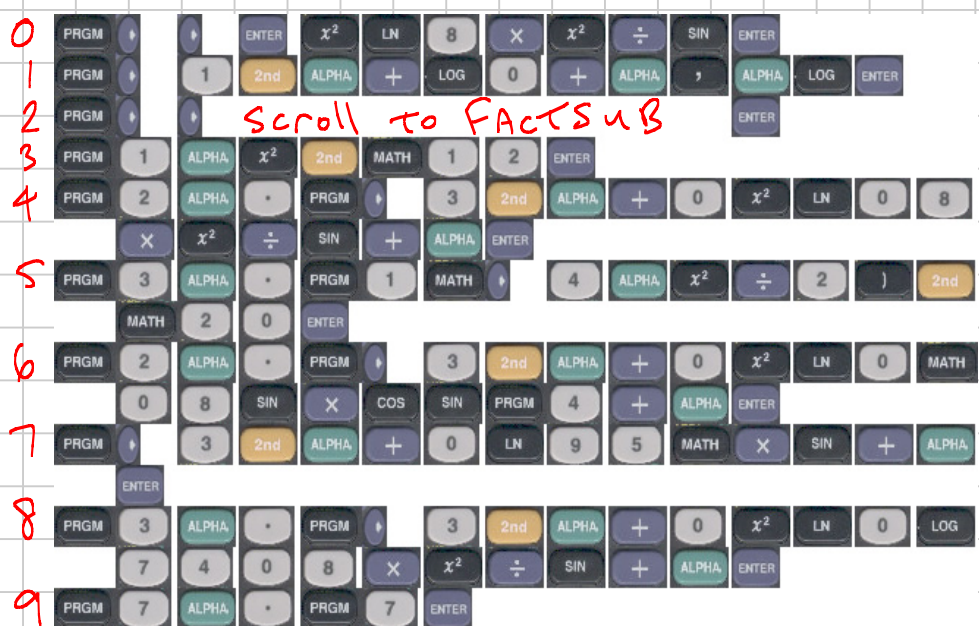 0 PRGM ENTER x² LN 8 × x² ÷ SIN ENTER
1 PRGM 1 2nd ALPHA + LOG 0 + ALPHA , ALPHA LOG ENTER
2 PRGM Scroll to FACTSUB ENTER
3 PRGM 1 ALPHA x² 2nd MATH 1 2 ENTER
4 PRGM 2 ALPHA . PRGM 3 2nd ALPHA + 0 x² LN 0 8
× x² ÷ SIN + ALPHA ENTER
5 PRGM 3 ALPHA . PRGM 1 MATH 4 ALPHA x² ÷ 2 ) 2nd
MATH 2 0 ENTER
6 PRGM 2 ALPHA . PRGM 3 2nd ALPHA + 0 x² LN 0 MATH
0 8 SIN × COS SIN PRGM 4 + ALPHA ENTER
7 PRGM 3 2nd ALPHA + 0 LN 9 5 MATH × SIN + ALPHA
ENTER
8 PRGM 3 ALPHA . PRGM 3 2nd ALPHA + 0 x² LN 0 LOG
7 4 0 8 × x² ÷ SIN + ALPHA ENTER
9 PRGM 7 ALPHA . PRGM 7 ENTER